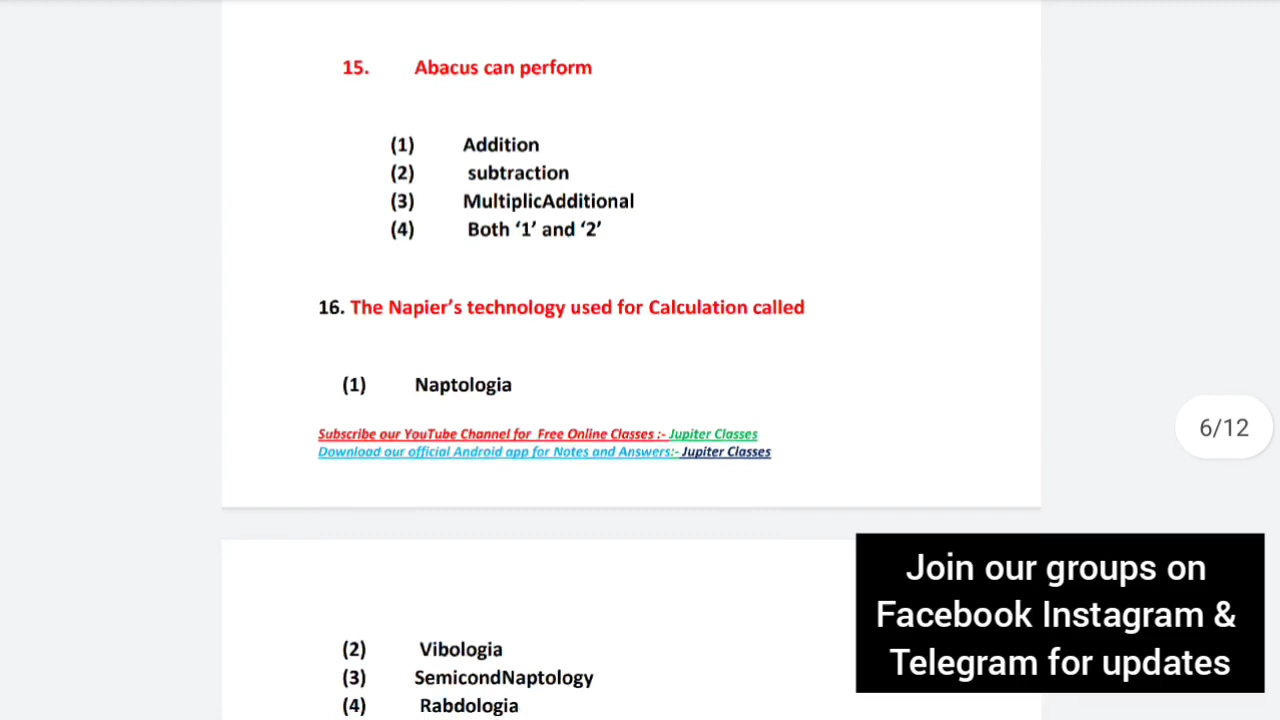 15. Abacus can perform
(1) Addition
(2) subtraction
(3) MultiplicAdditional
(4) Both ‘1’ and ‘2’
16. The Napier’s technology used for Calculation called
(1) Naptologia
Subscribe our YouTube Channel for Free Online Classes :- Jupiter Classes
Download our official Android app for Notes and Answers:- Jupiter Classes
6/12
(2) Vibologia
(3) SemicondNaptology
(4) Rabdologia
Join our groups on
Facebook Instagram &
Telegram for updates